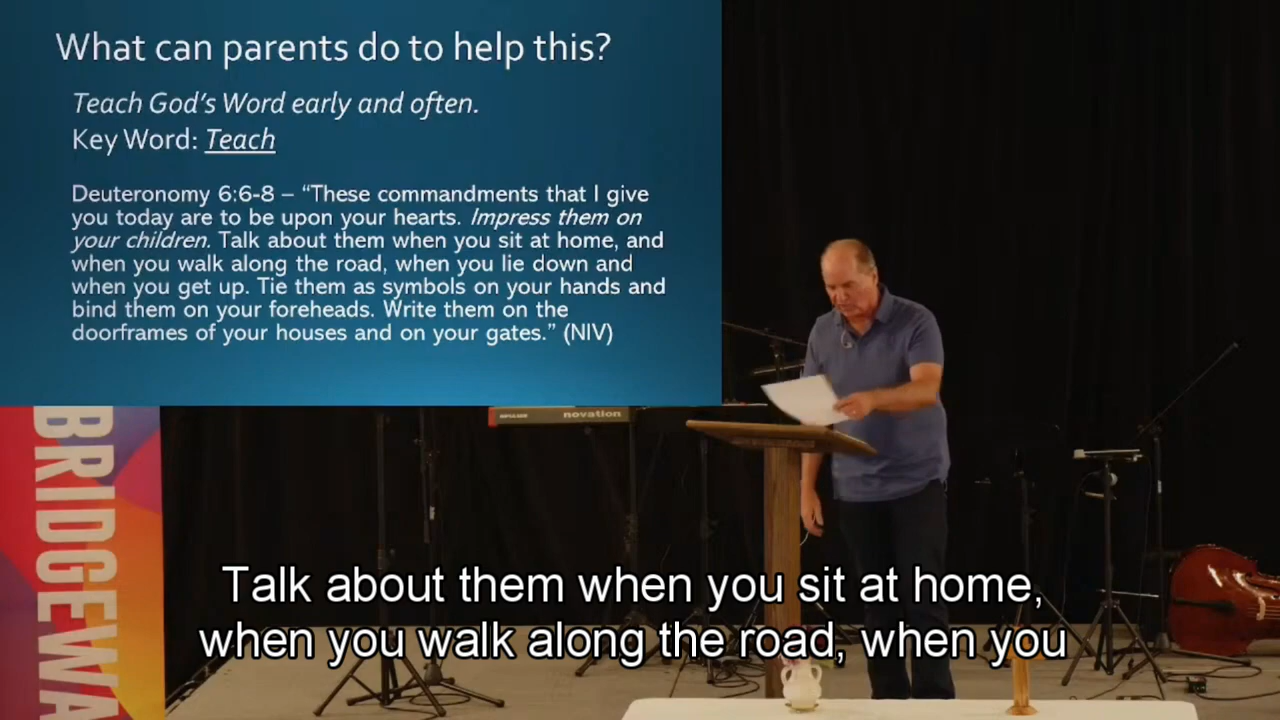 What can parents do to help this?
Teach God's Word early and often.
Key Word: Teach
Deuteronomy 6:6-8 – “These commandments that I give
you today are to be upon your hearts. Impress them on
your children. Talk about them when you sit at home, and
when you walk along the road, when you lie down and
when you get up. Tie them as symbols on your hands and
bind them on your foreheads. Write them on the
doorframes of your houses and on your gates.” (NIV)
novation
BRIDGEWA
Talk about them when you sit at home,
when you walk along the road, when you